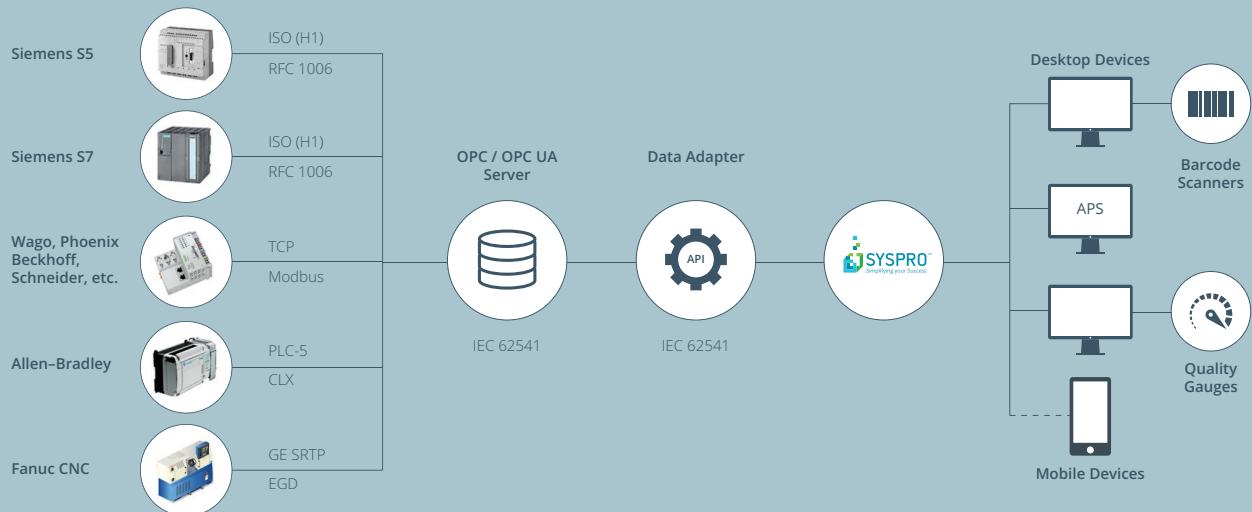 Siemens S5
ISO (H1)
RFC 1006
Siemens S7
ISO (H1)
RFC 1006
Wago, Phoenix
Beckhoff,
Schneider, etc.
TCP
Modbus
Allen–Bradley
PLC-5
CLX
Fanuc CNC
GE SRTP
EGD
OPC / OPC UA
Server
IEC 62541
Data Adapter
API
IEC 62541
SYSPRO™
Simplifying your Success
Desktop Devices
Barcode
Scanners
APS
Quality
Gauges
Mobile Devices